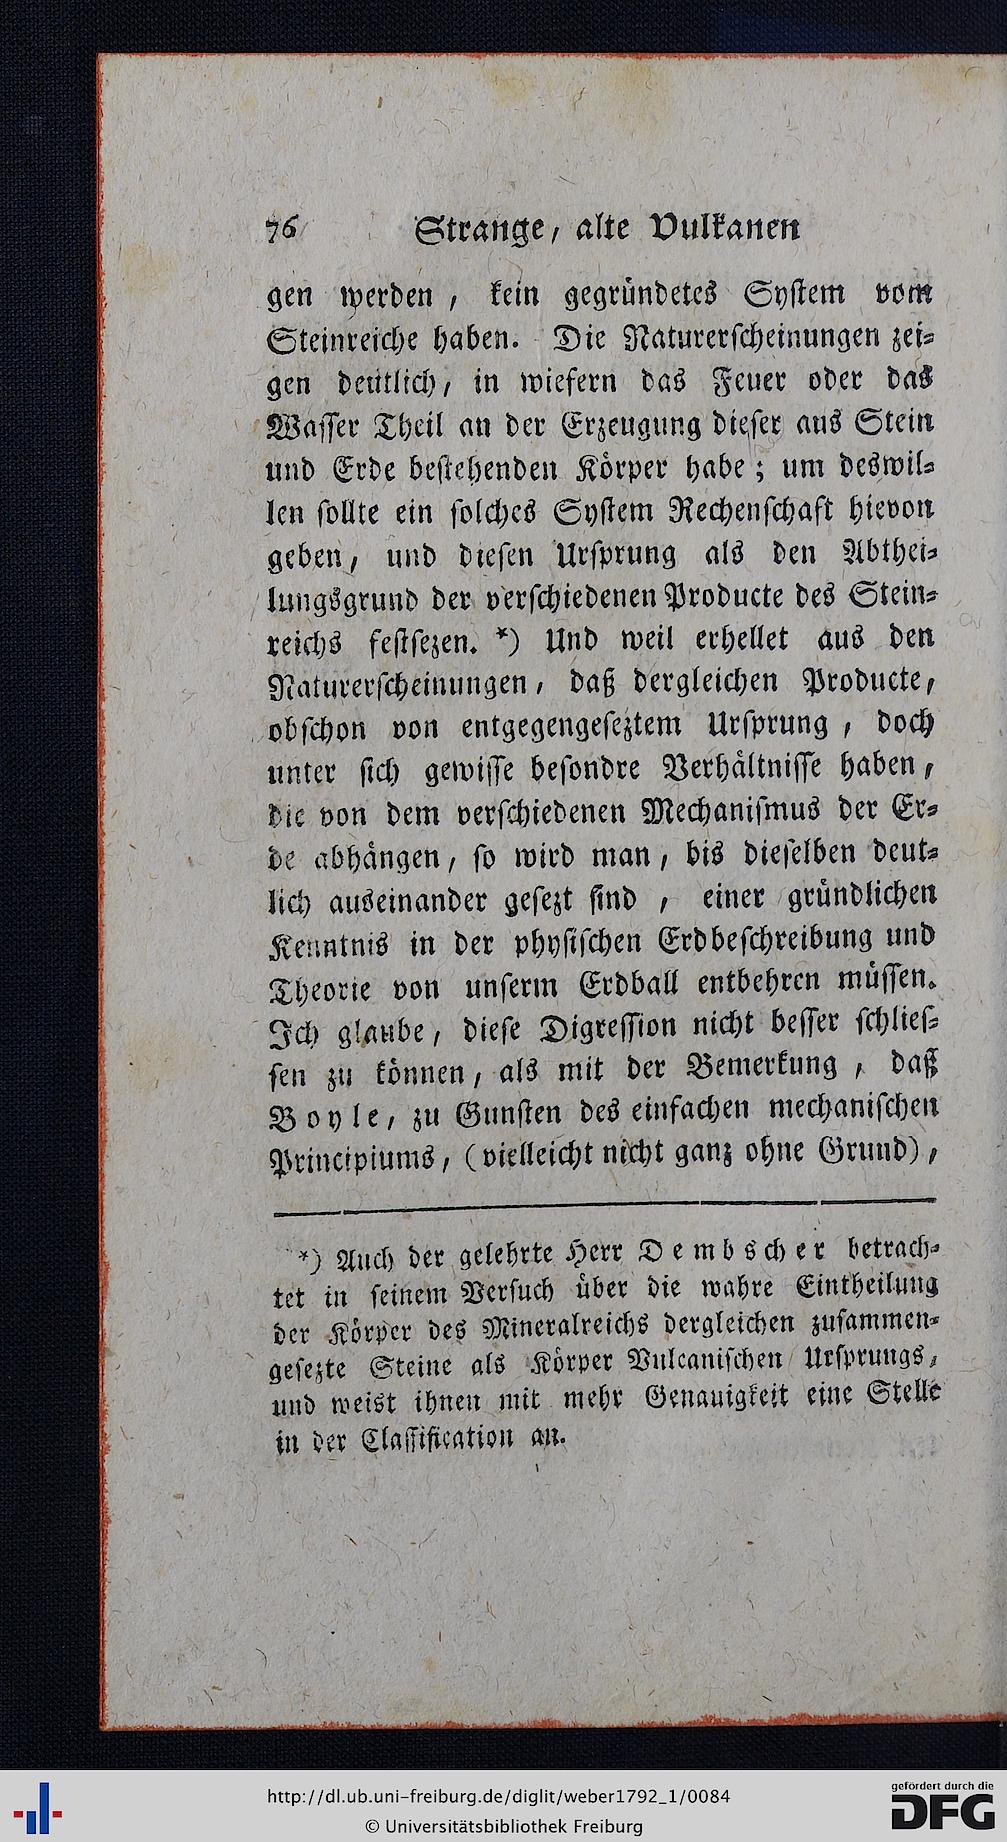 76 Strange, alte Vulkanen
gen werden, kein gegründetes System vom
Steinreiche haben. Die Naturerscheinungen zei-
gen deutlich, in wiefern das Feuer oder das
Wasser Theil an der Erzeugung dieser aus Stein
und Erde bestehenden Körper habe; um deswil-
len sollte ein solches System Rechenschaft hievon
geben, und diesen Ursprung als den Abthei-
lungsgrund der verschiedenen Producte des Stein-
reichs festsezen. *) Und weil erhellet aus den
Naturerscheinungen, daß dergleichen Producte,
obschon von entgegengeseztem Ursprung, doch
unter sich gewisse besondre Verhältnisse haben,
die von dem verschiedenen Mechanismus der Er-
de abhängen, so wird man, bis dieselben deut-
lich auseinander gesezt sind, einer gründlichen
Kenntnis in der physischen Erdbeschreibung und
Theorie von unserm Erdball entbehren müssen.
Ich glaube, diese Digression nicht besser schlies-
sen zu können, als mit der Bemerkung, daß
Boyle, zu Gunsten des einfachen mechanischen
Principiums, (vielleicht nicht ganz ohne Grund),
*) Auch der gelehrte Herr Dembscher betrach-
tet in seinem Versuch über die wahre Eintheilung
der Körper des Mineralreichs dergleichen zusammen-
gesezte Steine als Körper Vulcanischen Ursprungs,
und weist ihnen mit mehr Genauigkeit eine Stelle
in der Classification an.
http://dl.ub.uni-freiburg.de/diglit/weber1792_1/0084
© Universitätsbibliothek Freiburg
gefördert durch die
DFG